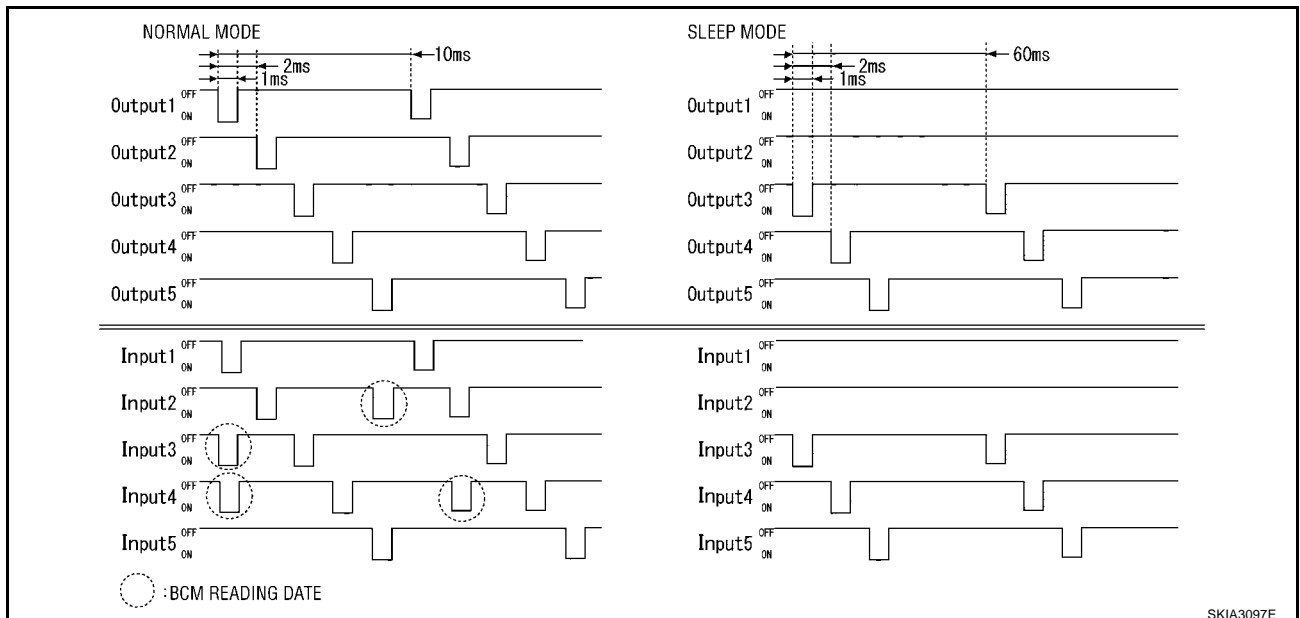 NORMAL MODE
10ms
2ms
1ms
Output1 OFF ON
Output2 OFF ON
Output3 OFF ON
Output4 OFF ON
Output5 OFF ON
Input1 OFF ON
Input2 OFF ON
Input3 OFF ON
Input4 OFF ON
Input5 OFF ON
:BCM READING DATE
SLEEP MODE
60ms
2ms
1ms
Output1 OFF ON
Output2 OFF ON
Output3 OFF ON
Output4 OFF ON
Output5 OFF ON
Input1 OFF ON
Input2 OFF ON
Input3 OFF ON
Input4 OFF ON
Input5 OFF ON
SKIA3097E